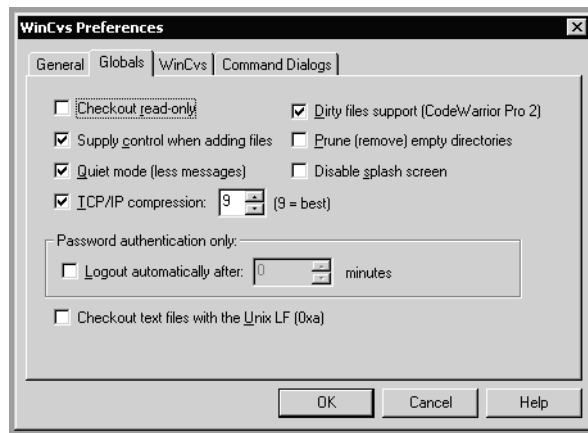 WinCvs Preferences
General Globals WinCvs Command Dialogs
Checkout read-only
Dirty files support (CodeWarrior Pro 2)
Supply control when adding files
Prune (remove) empty directories
Quiet mode (less messages)
Disable splash screen
TCP/IP compression: 9 (9 = best)
Password authentication only:
Logout automatically after: 0 minutes
Checkout text files with the Unix LF (0xa)
OK Cancel Help